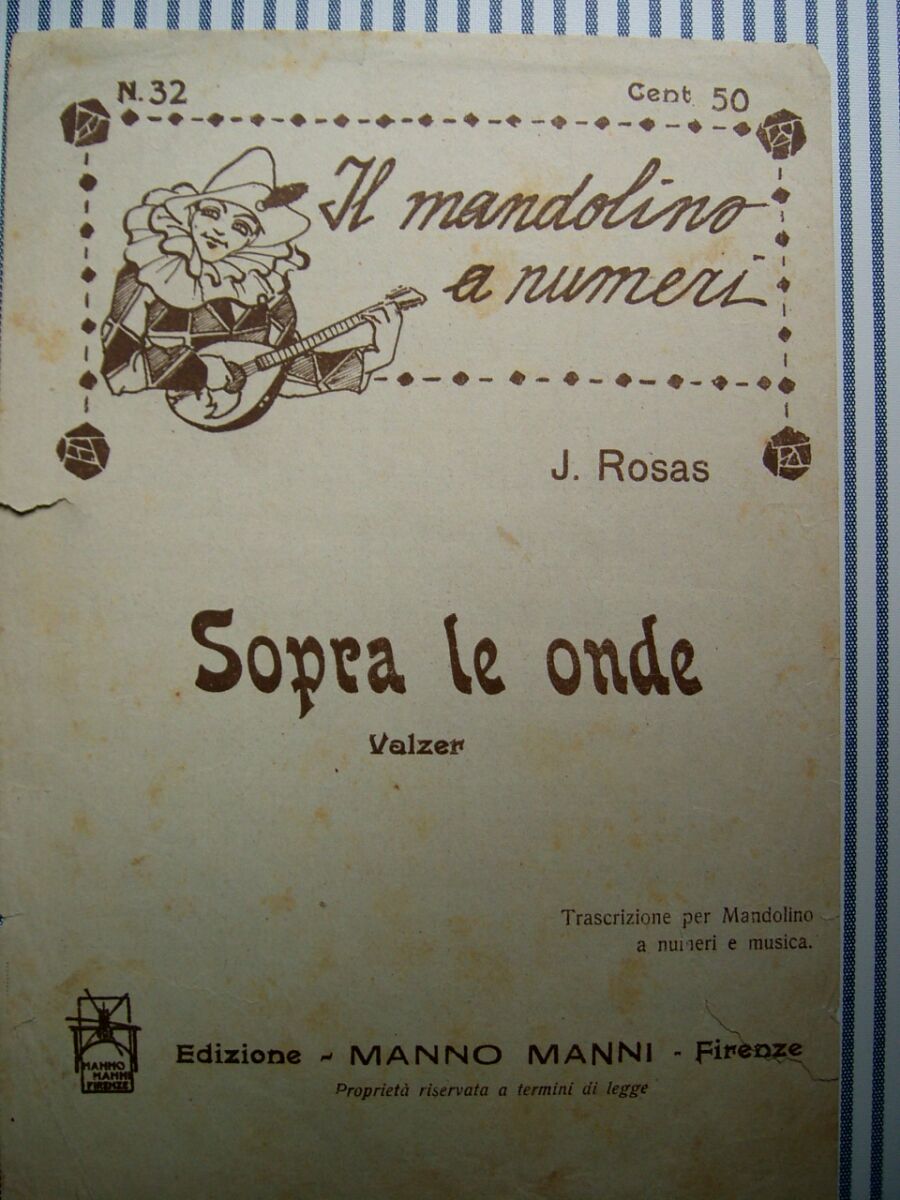 N. 32
Cent 50
Il mandolino
a numeri
J. Rosas
Sopra le onde
Valzer
Trascrizione per Mandolino
a numeri e musica.
MANNO
MANNI
FIRENZE
Edizione - MANNO MANNI - Firenze
Proprietà riservata a termini di legge